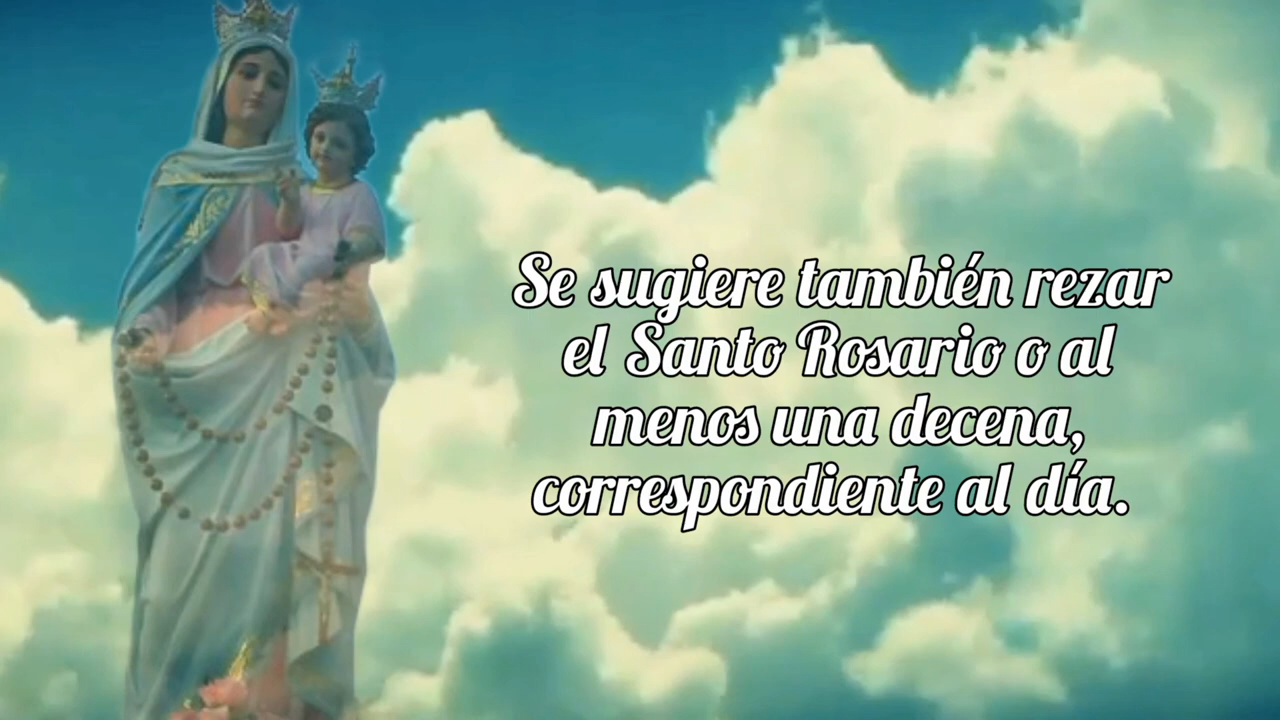 Se sugiere también rezar
el Santo Rosario o al
menos una decena,
correspondiente al día.